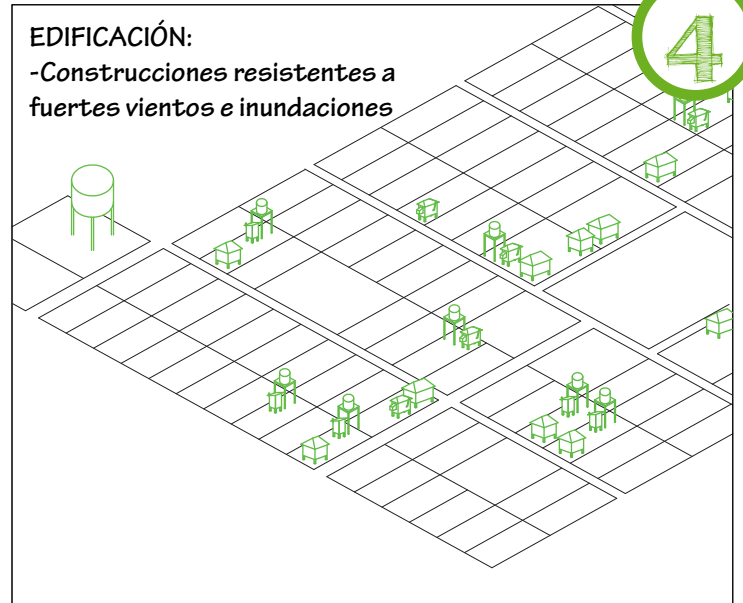 EDIFICACIÓN:
-Construcciones resistentes a
fuertes vientos e inundaciones
4